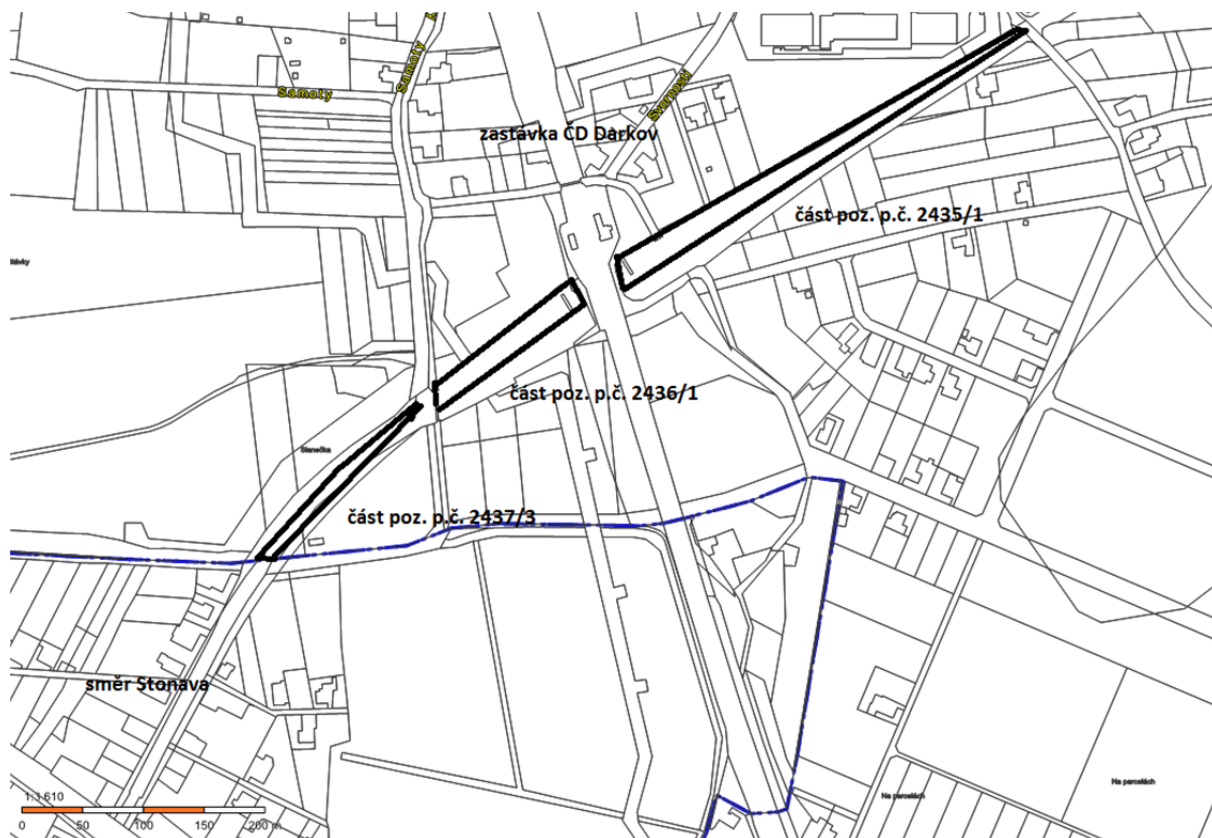 Samoty
Samoty
Svornosti
zastávka ČD Darkov
část poz. p.č. 2435/1
část poz. p.č. 2436/1
Stanečka
část poz. p.č. 2437/3
směr Stonava
Na parcelách
Na parcelách
1:3 610
0 50 100 150 200 m